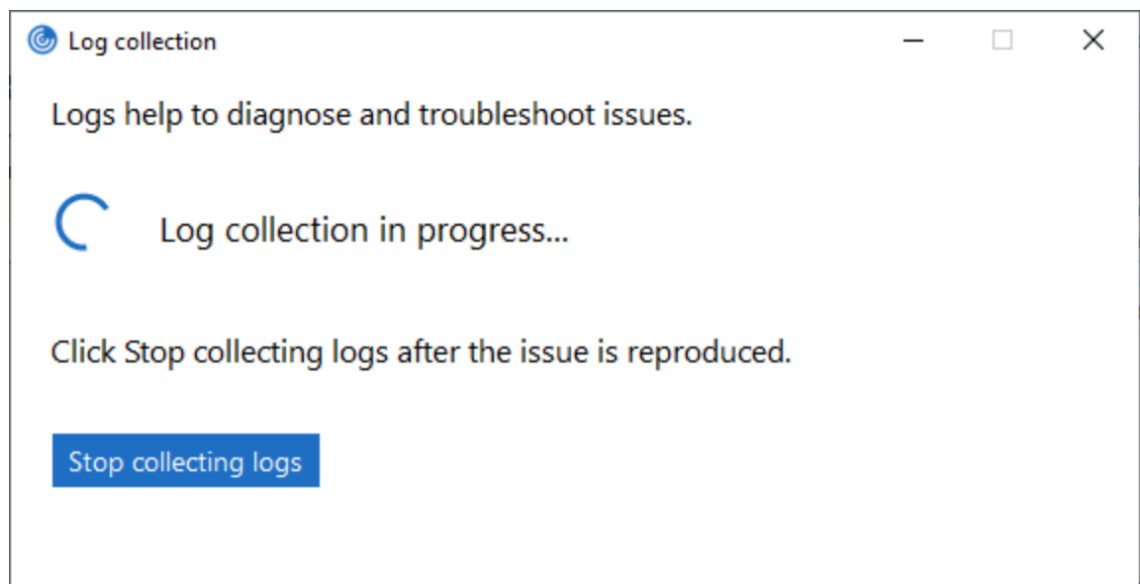 Log collection
Logs help to diagnose and troubleshoot issues.
Log collection in progress...
Click Stop collecting logs after the issue is reproduced.
Stop collecting logs